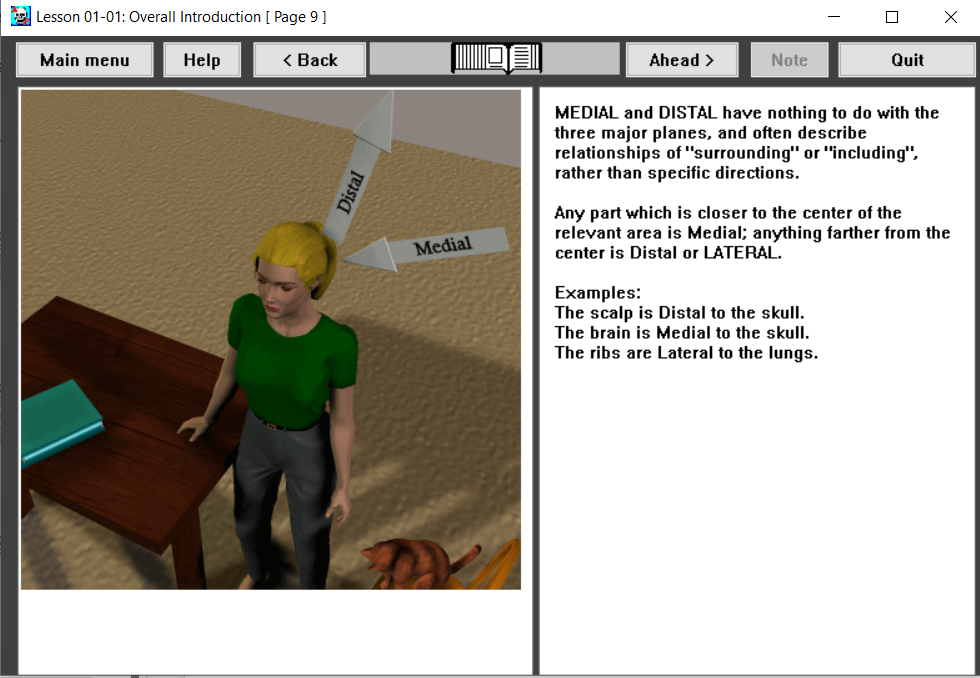 Lesson 01-01: Overall Introduction [ Page 9 ]
Main menu
Help
< Back
Ahead >
Note
Quit
Distal
Medial
MEDIAL and DISTAL have nothing to do with the
three major planes, and often describe
relationships of "surrounding" or "including",
rather than specific directions.
Any part which is closer to the center of the
relevant area is Medial; anything farther from the
center is Distal or LATERAL.
Examples:
The scalp is Distal to the skull.
The brain is Medial to the skull.
The ribs are Lateral to the lungs.